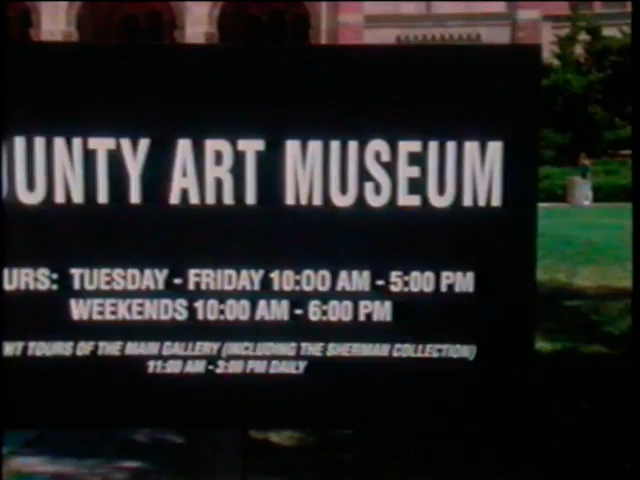 OUNTY ART MUSEUM
URS: TUESDAY - FRIDAY 10:00 AM - 5:00 PM
WEEKENDS 10:00 AM - 6:00 PM
TOURS OF THE MAIN GALLERY (INCLUDING THE SHERMAN COLLECTION)
11:00 AM - 3:00 PM DAILY